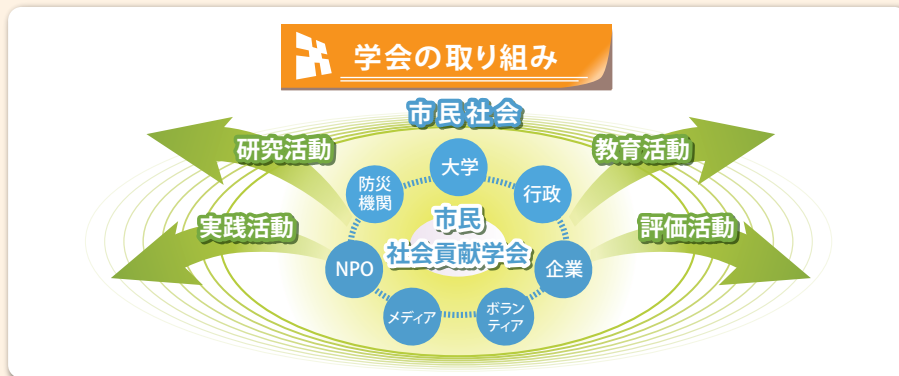 学会の取り組み
市民社会
研究活動
教育活動
大学
防災
機関
行政
実践活動
評価活動
市民
社会貢献学会
NPO
企業
メディア
ボラン
ティア